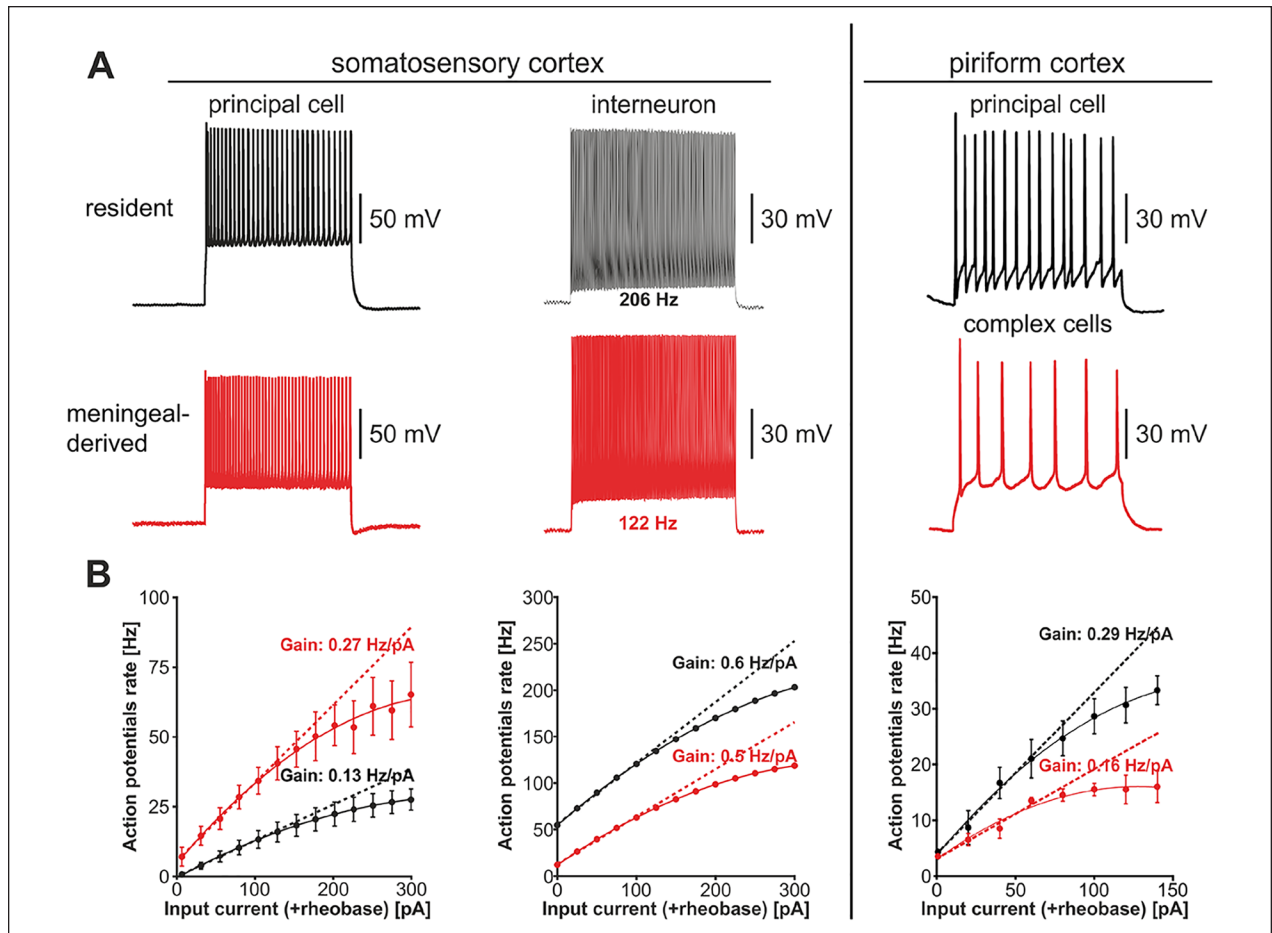 A
somatosensory cortex
piriform cortex
principal cell
interneuron
principal cell
resident
50 mV
30 mV
30 mV
206 Hz
complex cells
meningeal-
derived
50 mV
30 mV
30 mV
122 Hz
B
Action potentials rate [Hz]
100
75
50
25
0
Gain: 0.27 Hz/pA
Gain: 0.13 Hz/pA
0 100 200 300
Input current (+rheobase) [pA]
Action potentials rate [Hz]
300
250
200
150
100
50
0
Gain: 0.6 Hz/pA
Gain: 0.5 Hz/pA
0 100 200 300
Input current (+rheobase) [pA]
Action potentials rate [Hz]
50
40
30
20
10
0
Gain: 0.29 Hz/pA
Gain: 0.16 Hz/pA
0 50 100 150
Input current (+rheobase) [pA]